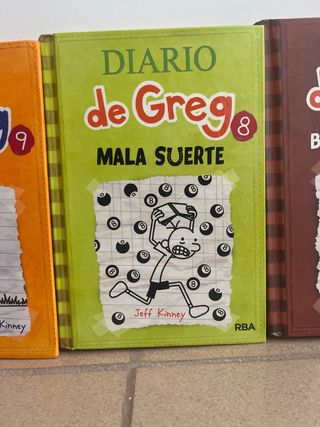 DIARIO
de Greg 8
MALA SUERTE
Jeff Kinney
RBA
g 9
Kinney